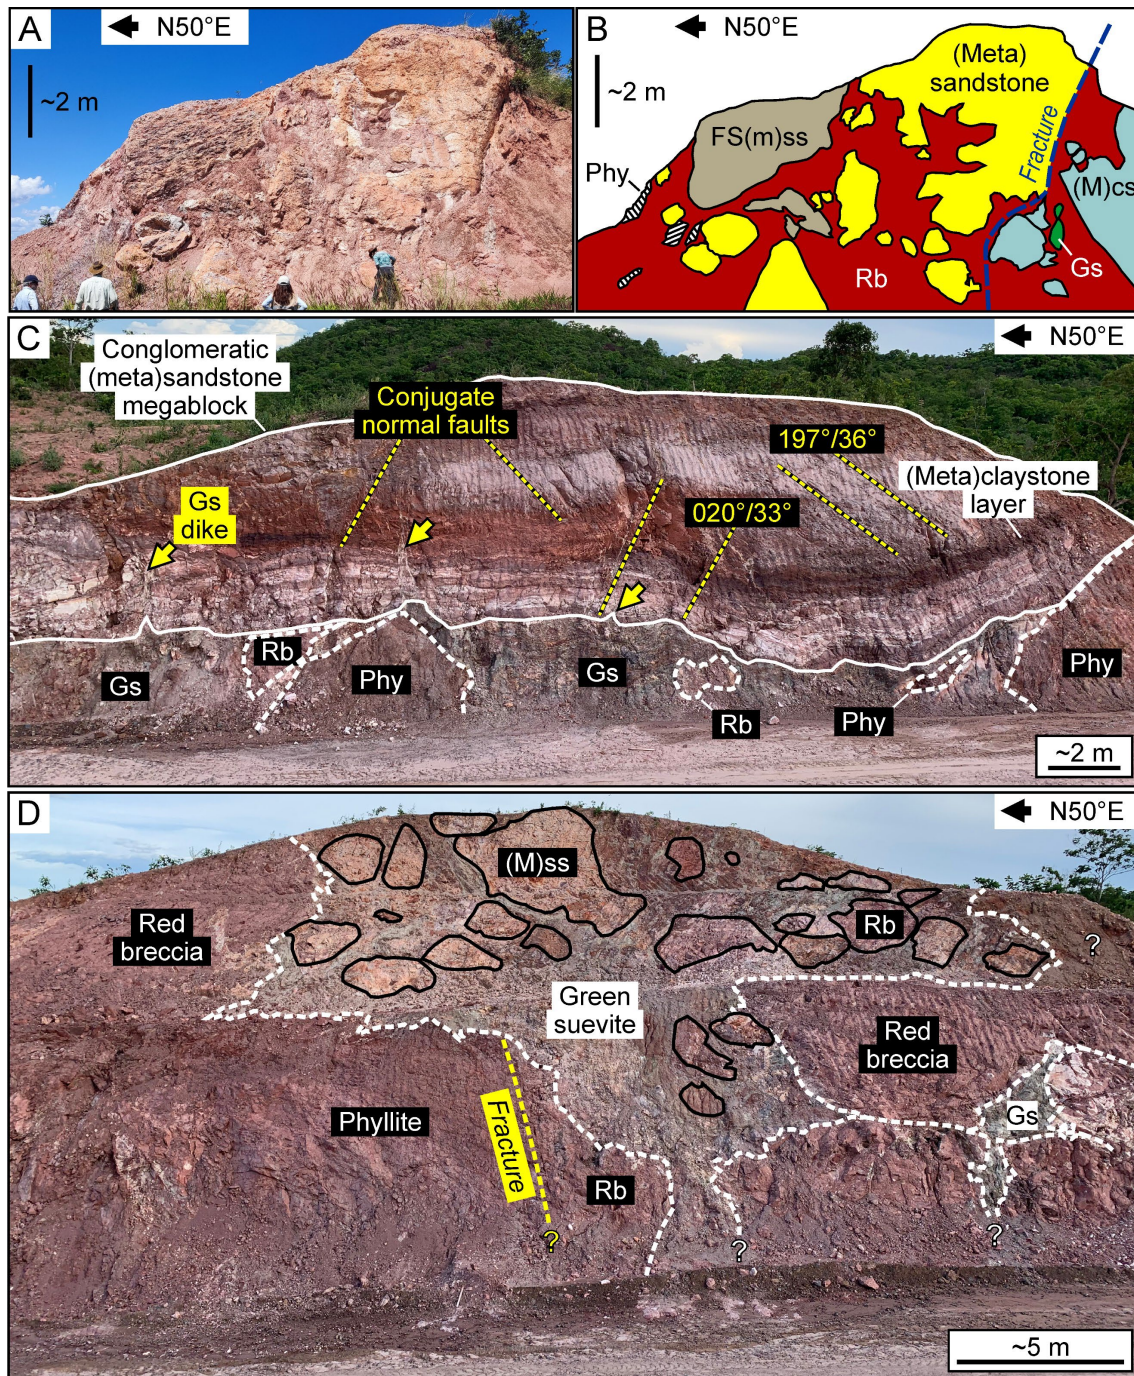 A
N50°E
~2 m
B
N50°E
~2 m
(Meta)
sandstone
FS(m)ss
Fracture
Phy
(M)cs
Rb
Gs
C
N50°E
Conglomeratic
(meta)sandstone
megablock
Conjugate
normal faults
197°/36°
(Meta)claystone
layer
Gs
dike
020°/33°
Rb
Gs
Phy
Gs
Rb
Phy
Phy
~2 m
D
N50°E
(M)ss
Red
breccia
Rb
?
Green
suevite
Red
breccia
Phyllite
Fracture
Rb
Gs
?
?
?
~5 m